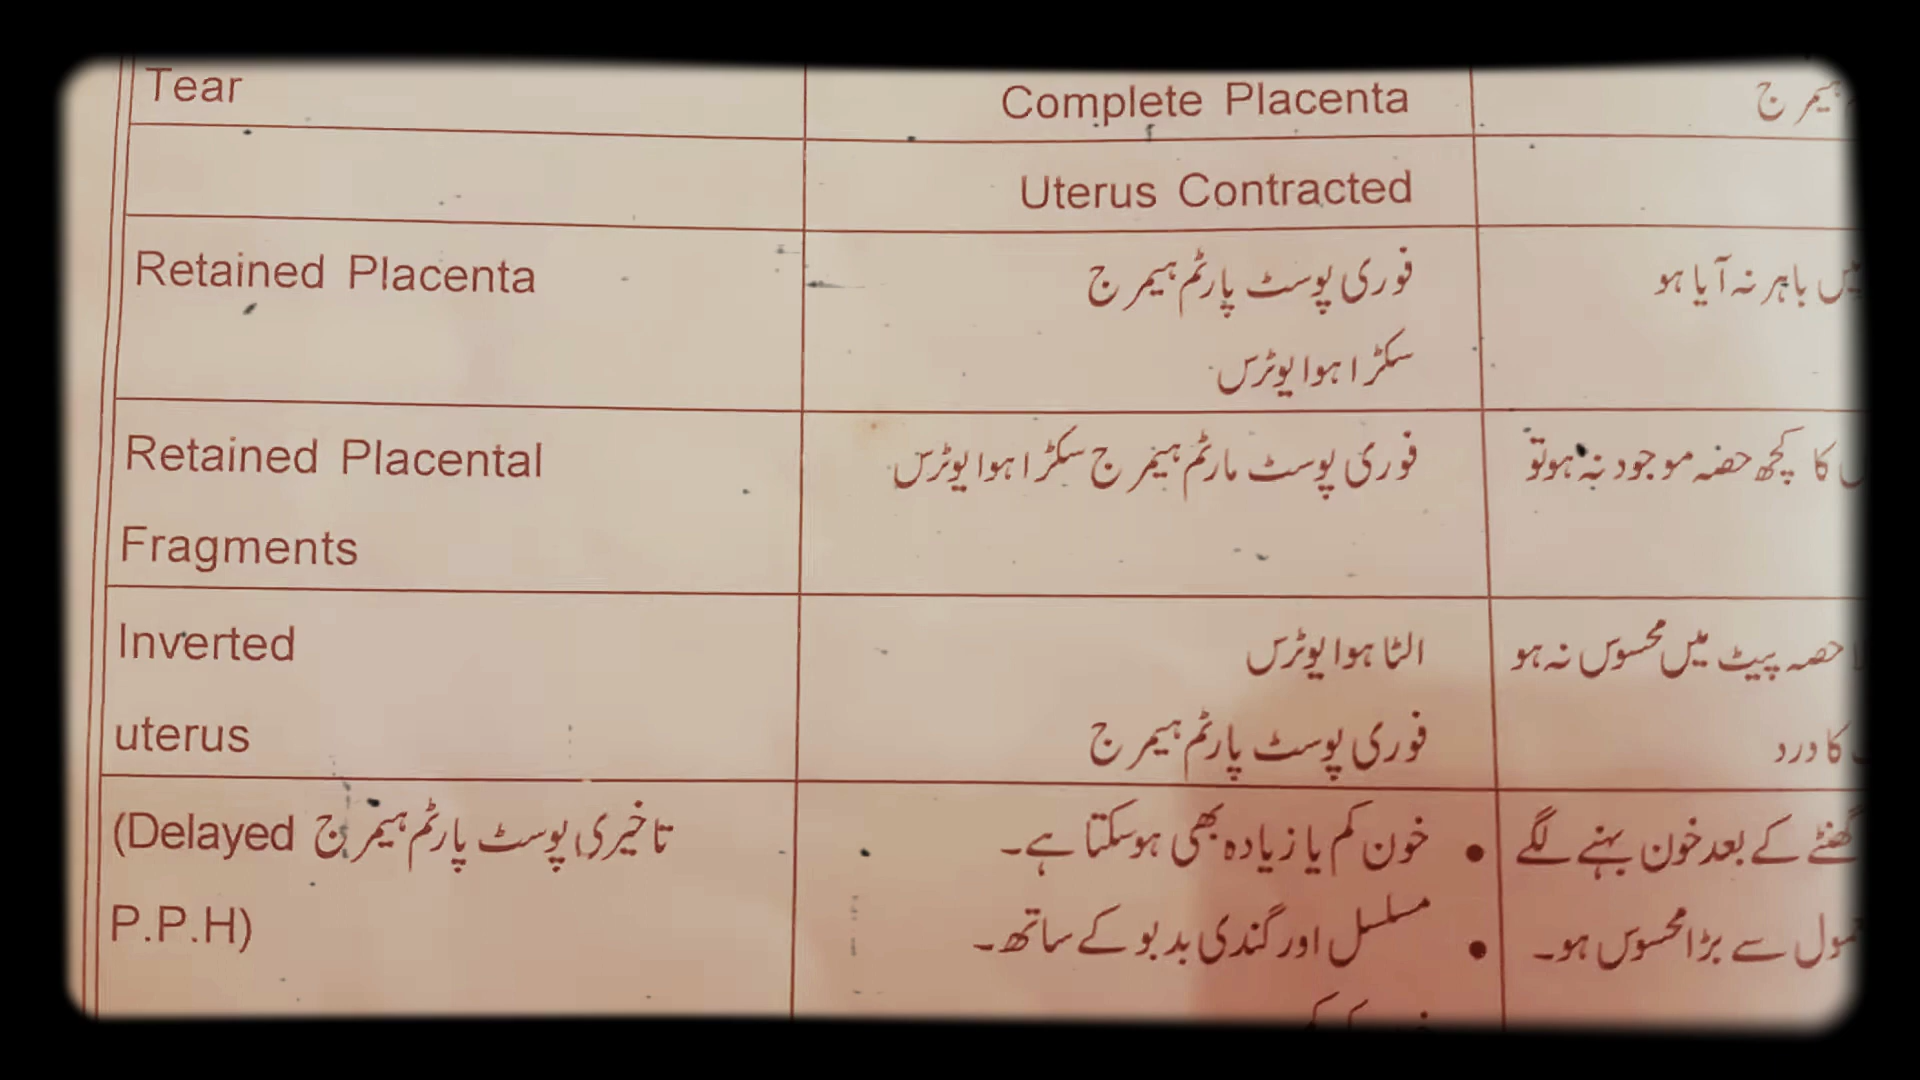 Tear
Complete Placenta
ہیمرج
Uterus Contracted
Retained Placenta
فوری پوسٹ پارٹم ہیمرج
سکڑا ہوا یوٹرس
باہر نہ آیا ہو
Retained Placental
Fragments
فوری پوسٹ مارٹم ہیمرج سکڑا ہوا یوٹرس
کا کچھ حصہ موجود نہ ہوتو
Inverted
uterus
الٹا ہوا یوٹرس
فوری پوسٹ پارٹم ہیمرج
حصہ پیٹ میں محسوس نہ ہو
کا درد
تاخیری پوسٹ پارٹم ہیمرج (Delayed
P.P.H)
• خون کم یا زیادہ بھی ہوسکتا ہے۔
• مسلسل اور گندی بدبو کے ساتھ۔
گھنٹے کے بعد خون بہنے لگے
سے بڑا محسوس ہو۔